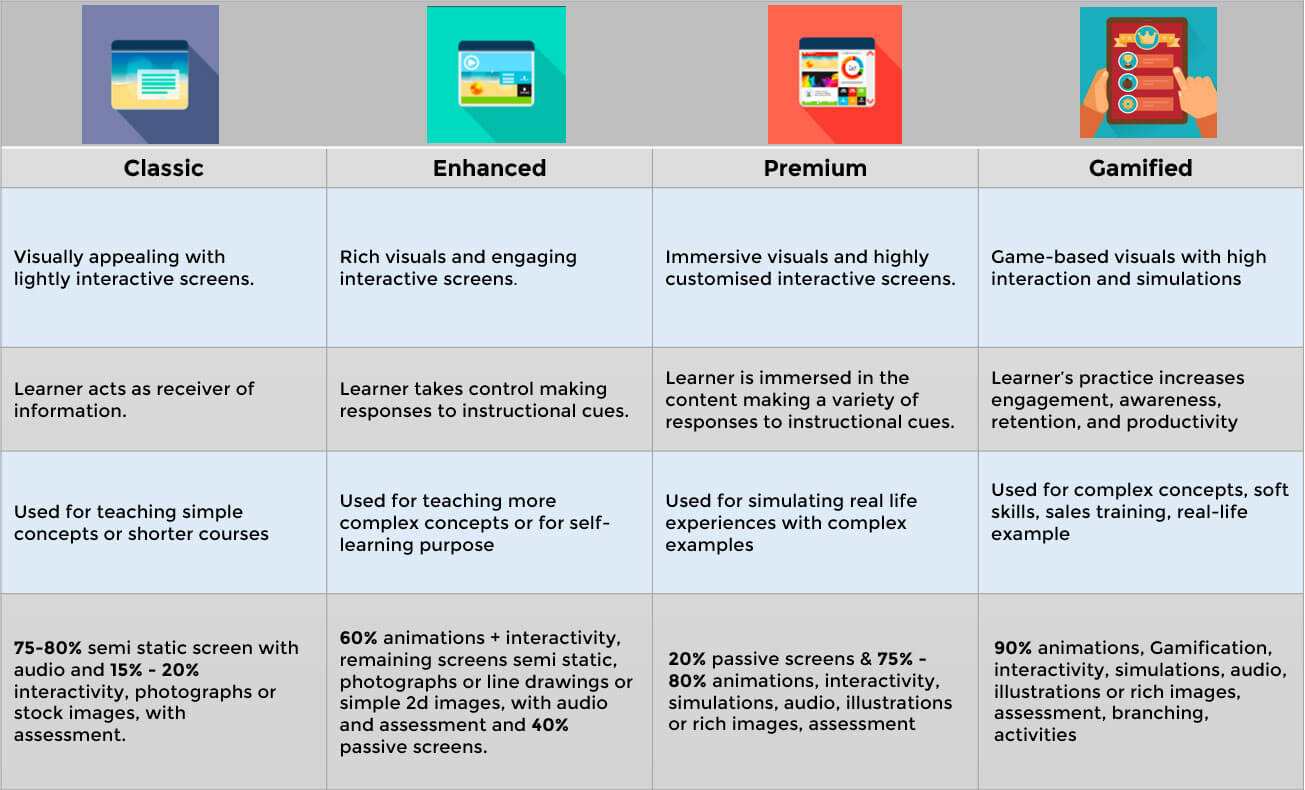 Classic
Enhanced
Premium
Gamified
Visually appealing with
lightly interactive screens.
Rich visuals and engaging
interactive screens.
Immersive visuals and highly
customised interactive screens.
Game-based visuals with high
interaction and simulations
Learner acts as receiver of
information.
Learner takes control making
responses to instructional cues.
Learner is immersed in the
content making a variety of
responses to instructional cues.
Learner's practice increases
engagement, awareness,
retention, and productivity
Used for teaching simple
concepts or shorter courses
Used for teaching more
complex concepts or for self-
learning purpose
Used for simulating real life
experiences with complex
examples
Used for complex concepts, soft
skills, sales training, real-life
example
75-80% semi static screen with
audio and 15% - 20%
interactivity, photographs or
stock images, with
assessment.
60% animations + interactivity,
remaining screens semi static,
photographs or line drawings or
simple 2d images, with audio
and assessment and 40%
passive screens.
20% passive screens & 75% -
80% animations, interactivity,
simulations, audio, illustrations
or rich images, assessment
90% animations, Gamification,
interactivity, simulations, audio,
illustrations or rich images,
assessment, branching,
activities